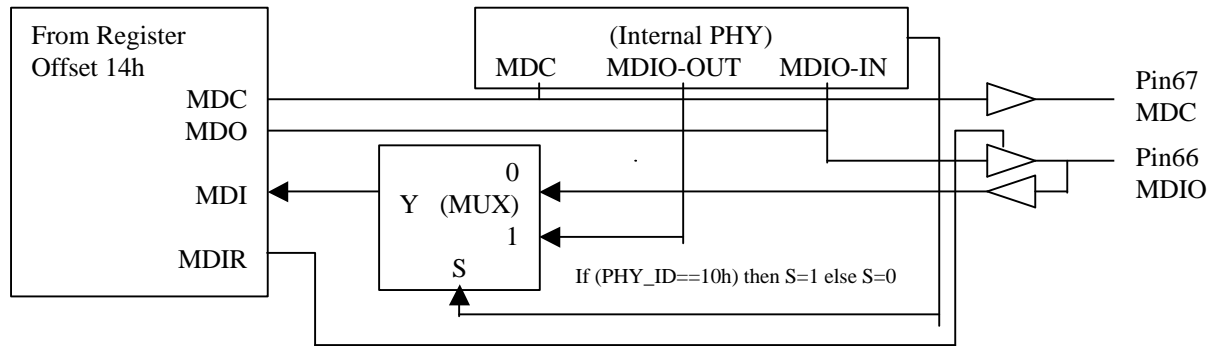 From Register
Offset 14h
MDC
MDO
MDI
MDIR
(Internal PHY)
MDC MDIO-OUT MDIO-IN
0
Y (MUX)
1
S
If (PHY_ID==10h) then S=1 else S=0
Pin67
MDC
Pin66
MDIO